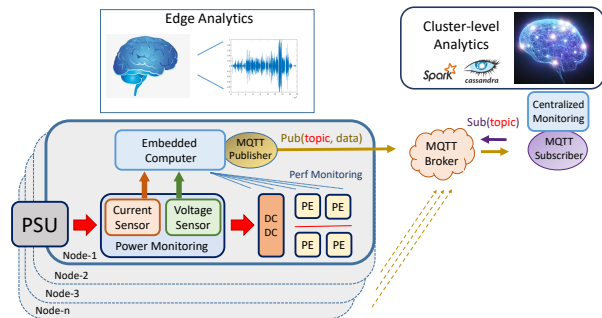 Edge Analytics
Cluster-level
Analytics
Spark
cassandra
Centralized
Monitoring
MQTT
Subscriber
Sub(topic)
MQTT
Broker
Pub(topic, data)
MQTT
Publisher
Embedded
Computer
Perf Monitoring
Current
Sensor
Voltage
Sensor
Power Monitoring
DC
DC
PE
PE
PE
PE
PSU
Node-1
Node-2
Node-3
Node-n